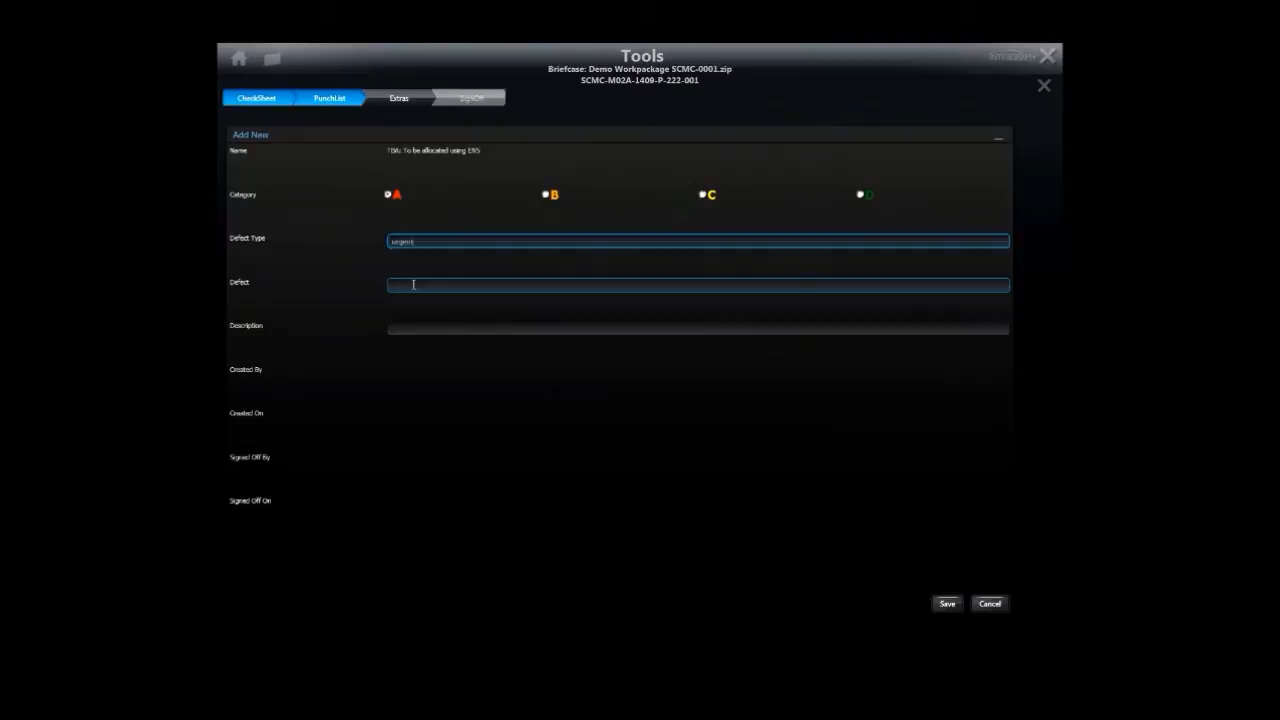 Tools
Briefcase: Demo Workpackage SCMC-0001.zip
SCMC-M02A-1409-P-222-001
CheckSheet PunchList Extras SignOff
Add New
Name TBA: To be allocated using ENS
Category A B C D
Defect Type urgent
Defect
Description
Created By
Created On
Signed Off By
Signed Off On
Save Cancel